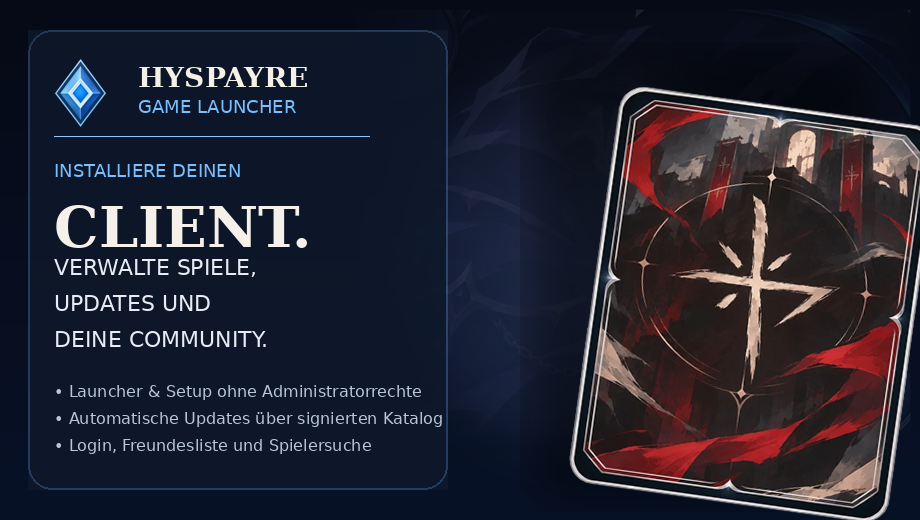 HYSPAYRE
GAME LAUNCHER
INSTALLIERE DEINEN
CLIENT.
VERWALTE SPIELE,
UPDATES UND
DEINE COMMUNITY.
• Launcher & Setup ohne Administratorrechte
• Automatische Updates über signierten Katalog
• Login, Freundesliste und Spielersuche